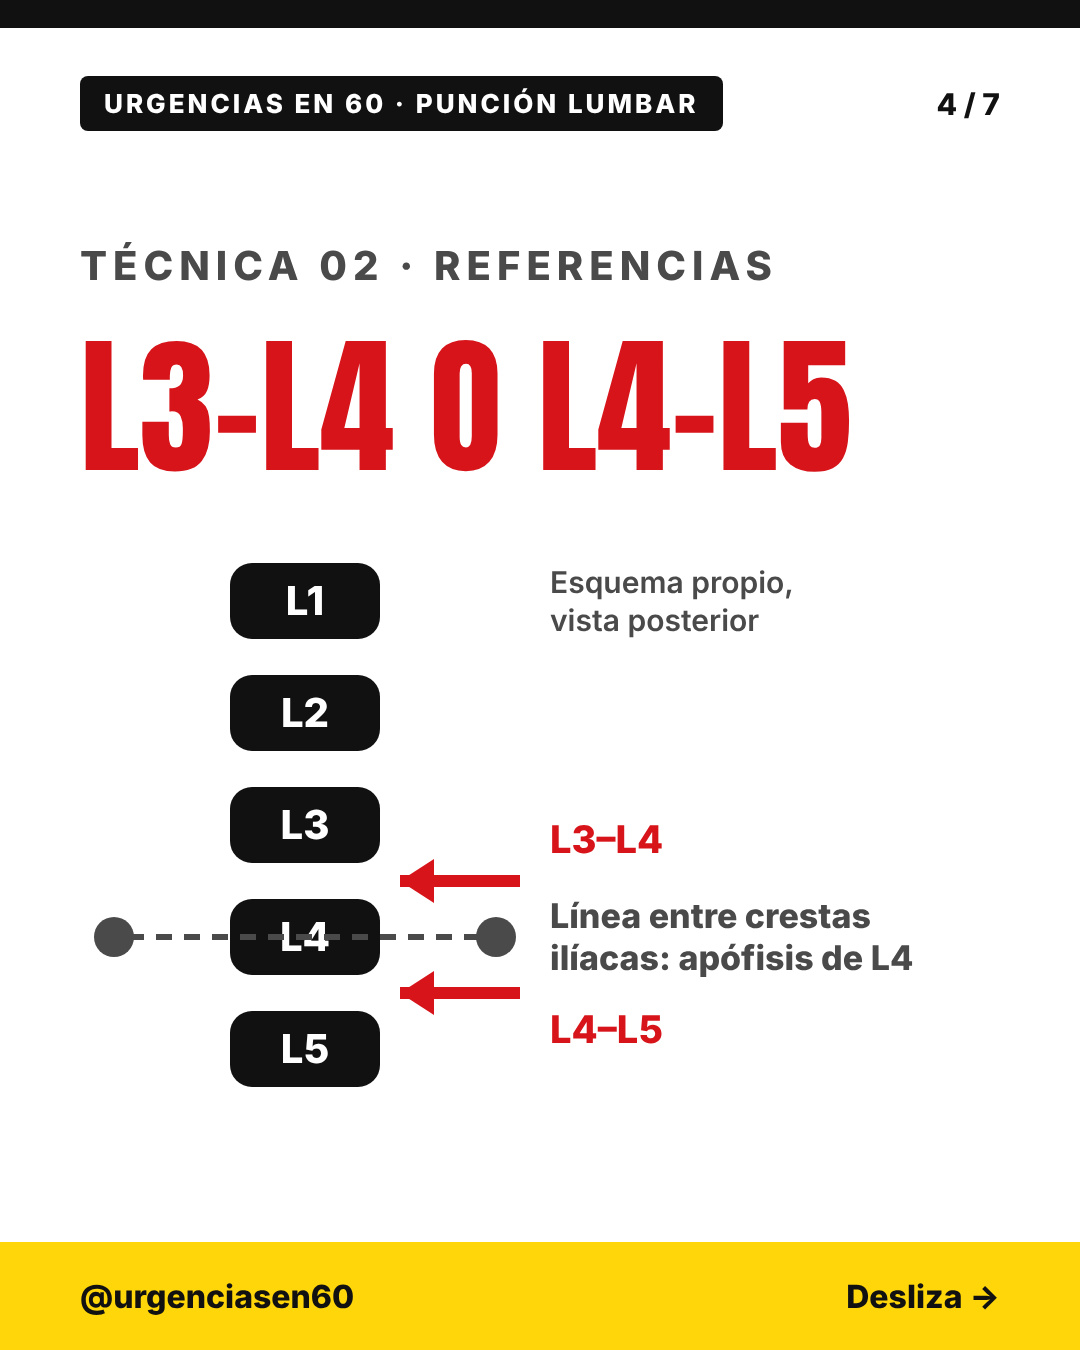 URGENCIAS EN 60 · PUNCIÓN LUMBAR
4 / 7
TÉCNICA 02 · REFERENCIAS
L3-L4 O L4-L5
L1
Esquema propio,
vista posterior
L2
L3
L3–L4
L4
Línea entre crestas
ilíacas: apófisis de L4
L4–L5
L5
@urgenciasen60
Desliza →